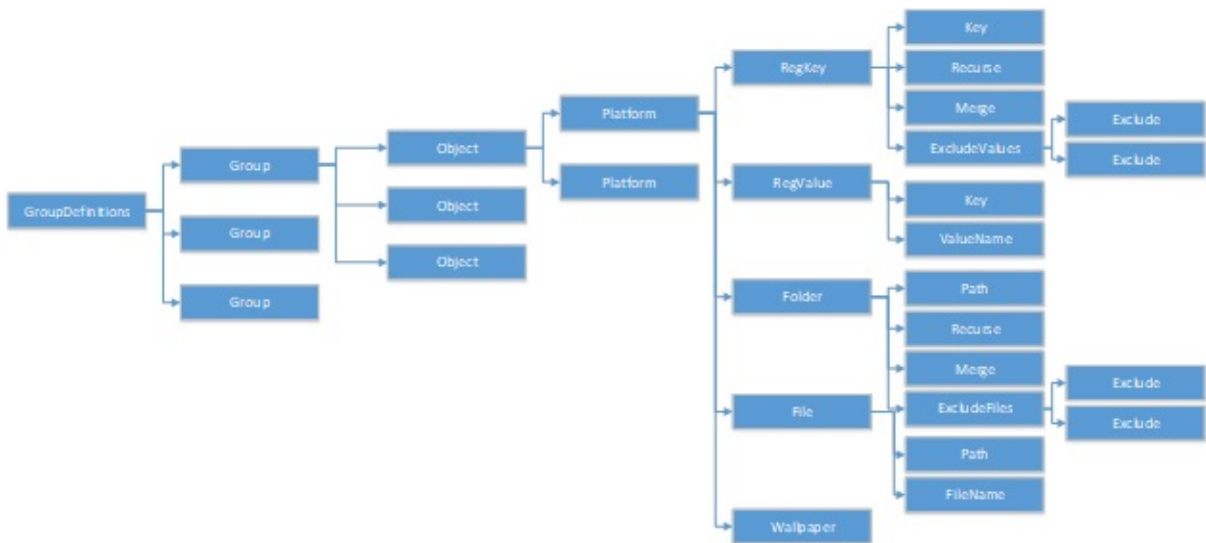 GroupDefinitions
Group
Group
Group
Object
Object
Object
Platform
Platform
RegKey
Key
Recurse
Merge
ExcludeValues
Exclude
Exclude
RegValue
Key
ValueName
Folder
Path
Recurse
Merge
ExcludeFiles
Exclude
Exclude
File
Path
FileName
Wallpaper